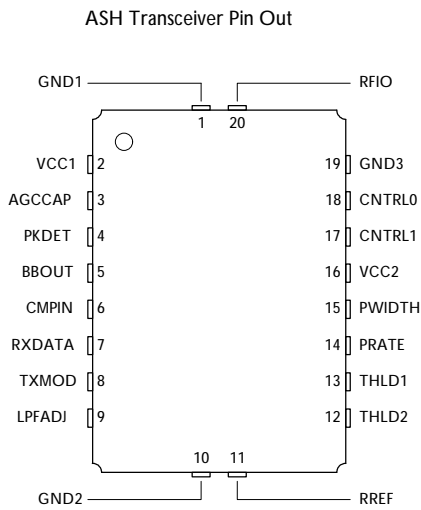 ASH Transceiver Pin Out
GND1 RFIO
1 20
VCC1 2 19 GND3
AGCCAP 3 18 CNTRL0
PKDET 4 17 CNTRL1
BBOUT 5 16 VCC2
CMPIN 6 15 PWIDTH
RXDATA 7 14 PRATE
TXMOD 8 13 THLD1
LPFADJ 9 12 THLD2
10 11
GND2 RREF